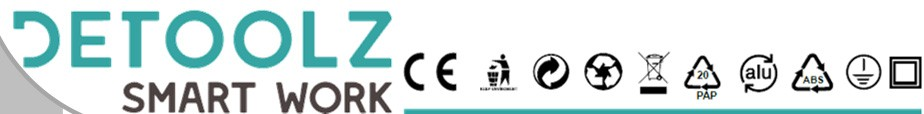 DETOOLZ
SMART WORK
CE
20
PAP
alu
ABS